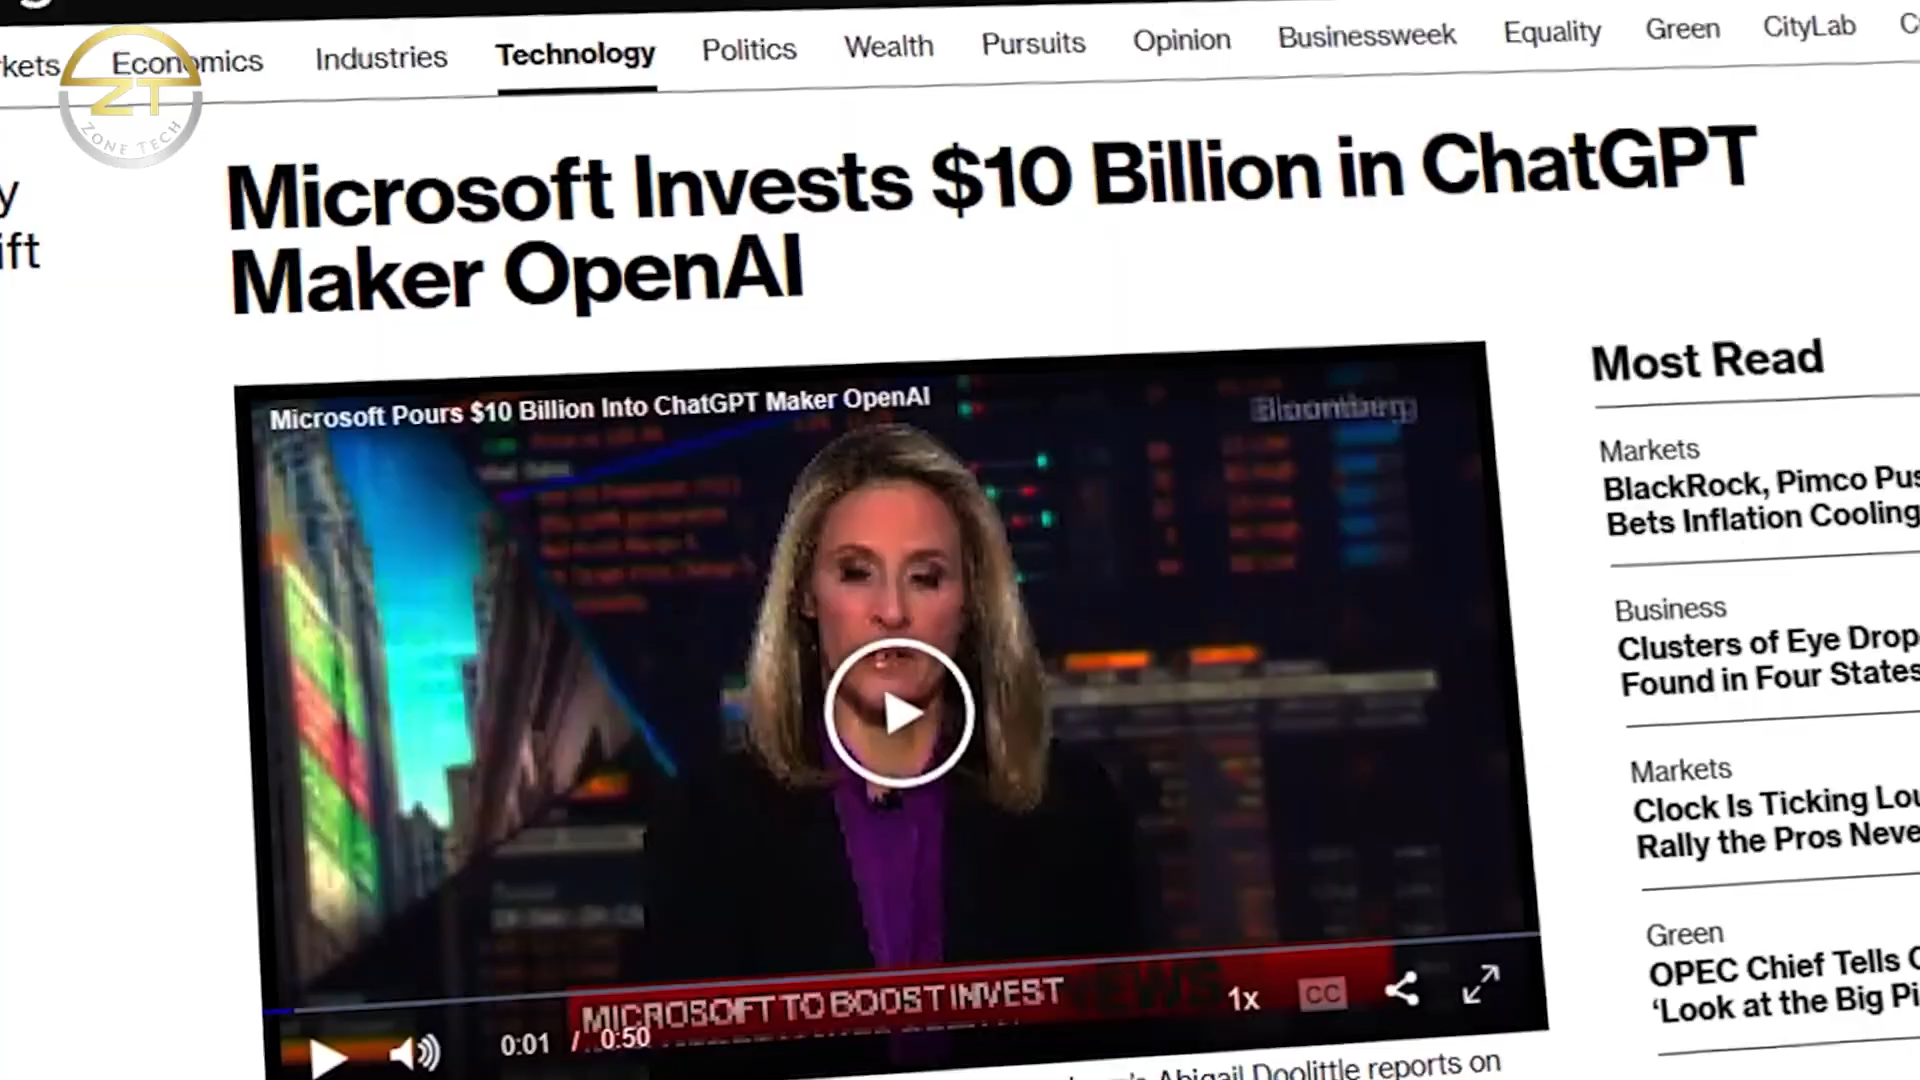 kets Economics Industries Technology Politics Wealth Pursuits Opinion Businessweek Equality Green CityLab C
ZT
ZONE TECH
y
ift
Microsoft Invests $10 Billion in ChatGPT
Maker OpenAI
Microsoft Pours $10 Billion Into ChatGPT Maker OpenAI
Bloomberg
MICROSOFT TO BOOST INVEST
NEWS
0:01 / 0:50
1x
CC
Abigail Doolittle reports on
Most Read
Markets
BlackRock, Pimco Pus
Bets Inflation Cooling
Business
Clusters of Eye Drop
Found in Four States
Markets
Clock Is Ticking Lou
Rally the Pros Neve
Green
OPEC Chief Tells C
'Look at the Big Pi